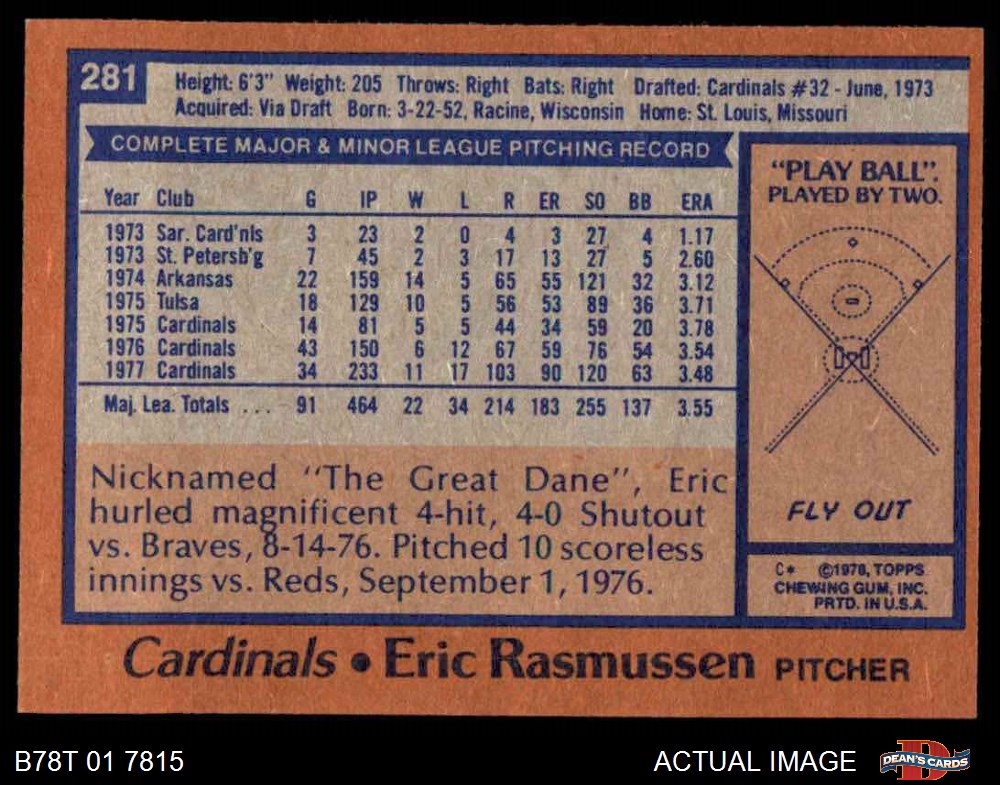 281
Height: 6'3" Weight: 205 Throws: Right Bats: Right Drafted: Cardinals #32 - June, 1973
Acquired: Via Draft Born: 3-22-52, Racine, Wisconsin Home: St. Louis, Missouri
COMPLETE MAJOR & MINOR LEAGUE PITCHING RECORD
Year Club G IP W L R ER SO BB ERA
1973 Sar. Card'nls 3 23 2 0 4 3 27 4 1.17
1973 St. Petersb'g 7 45 2 3 17 13 27 5 2.60
1974 Arkansas 22 159 14 5 65 55 121 32 3.12
1975 Tulsa 18 129 10 5 56 53 89 36 3.71
1975 Cardinals 14 81 5 5 44 34 59 20 3.78
1976 Cardinals 43 150 6 12 67 59 76 54 3.54
1977 Cardinals 34 233 11 17 103 90 120 63 3.48
Maj. Lea. Totals ... 91 464 22 34 214 183 255 137 3.55
Nicknamed "The Great Dane", Eric
hurled magnificent 4-hit, 4-0 Shutout
vs. Braves, 8-14-76. Pitched 10 scoreless
innings vs. Reds, September 1, 1976.
"PLAY BALL".
PLAYED BY TWO.
FLY OUT
C* ©1978, TOPPS
CHEWING GUM, INC.
PRTD. IN U.S.A.
Cardinals • Eric Rasmussen PITCHER
B78T 01 7815
ACTUAL IMAGE
D
DEAN'S CARDS